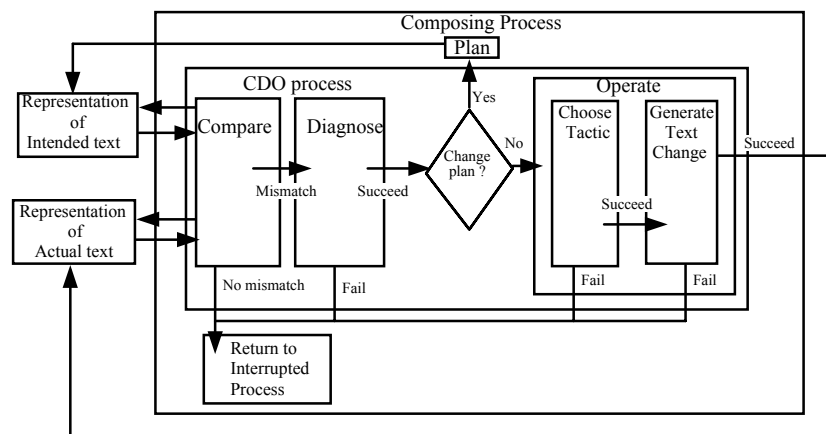 Composing Process
Plan
CDO process
Operate
Representation
of
Intended text
Compare
Diagnose
Yes
Change
plan ?
No
Choose
Tactic
Generate
Text
Change
Succeed
Mismatch
Succeed
Succeed
Representation
of
Actual text
No mismatch
Fail
Fail
Fail
Return to
Interrupted
Process